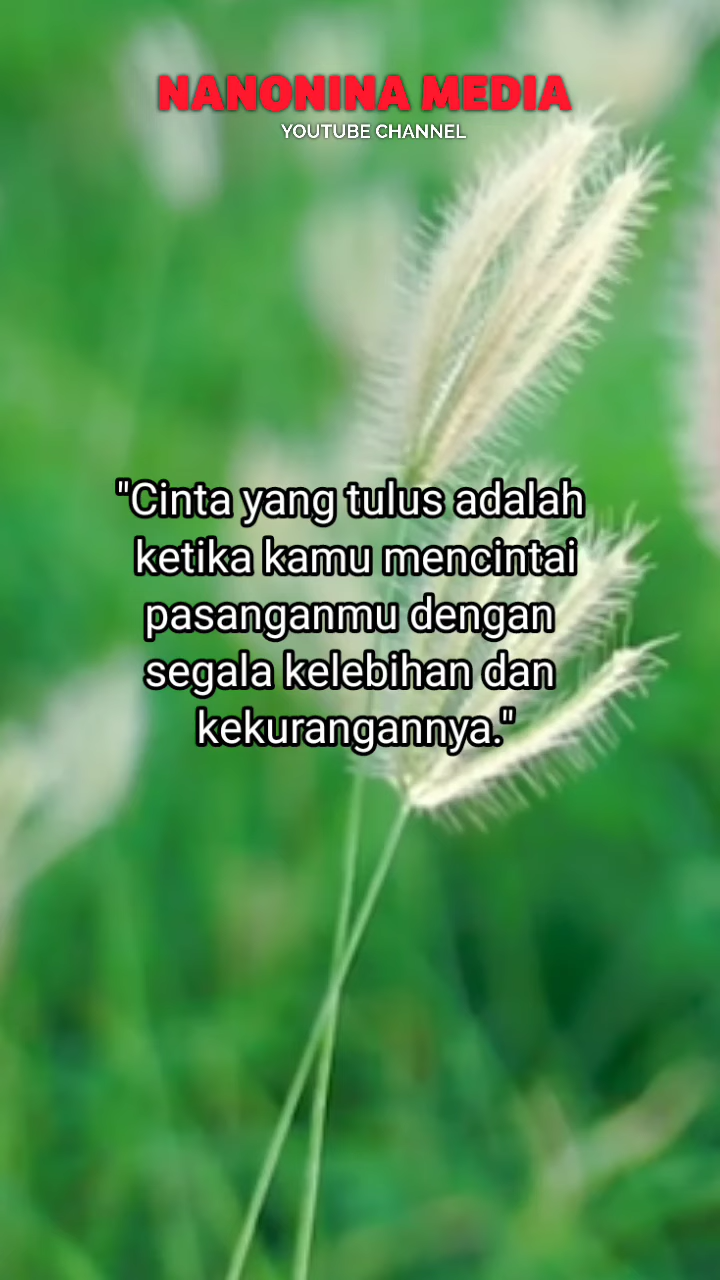 NANONINA MEDIA
YOUTUBE CHANNEL
"Cinta yang tulus adalah
ketika kamu mencintai
pasanganmu dengan
segala kelebihan dan
kekurangannya."